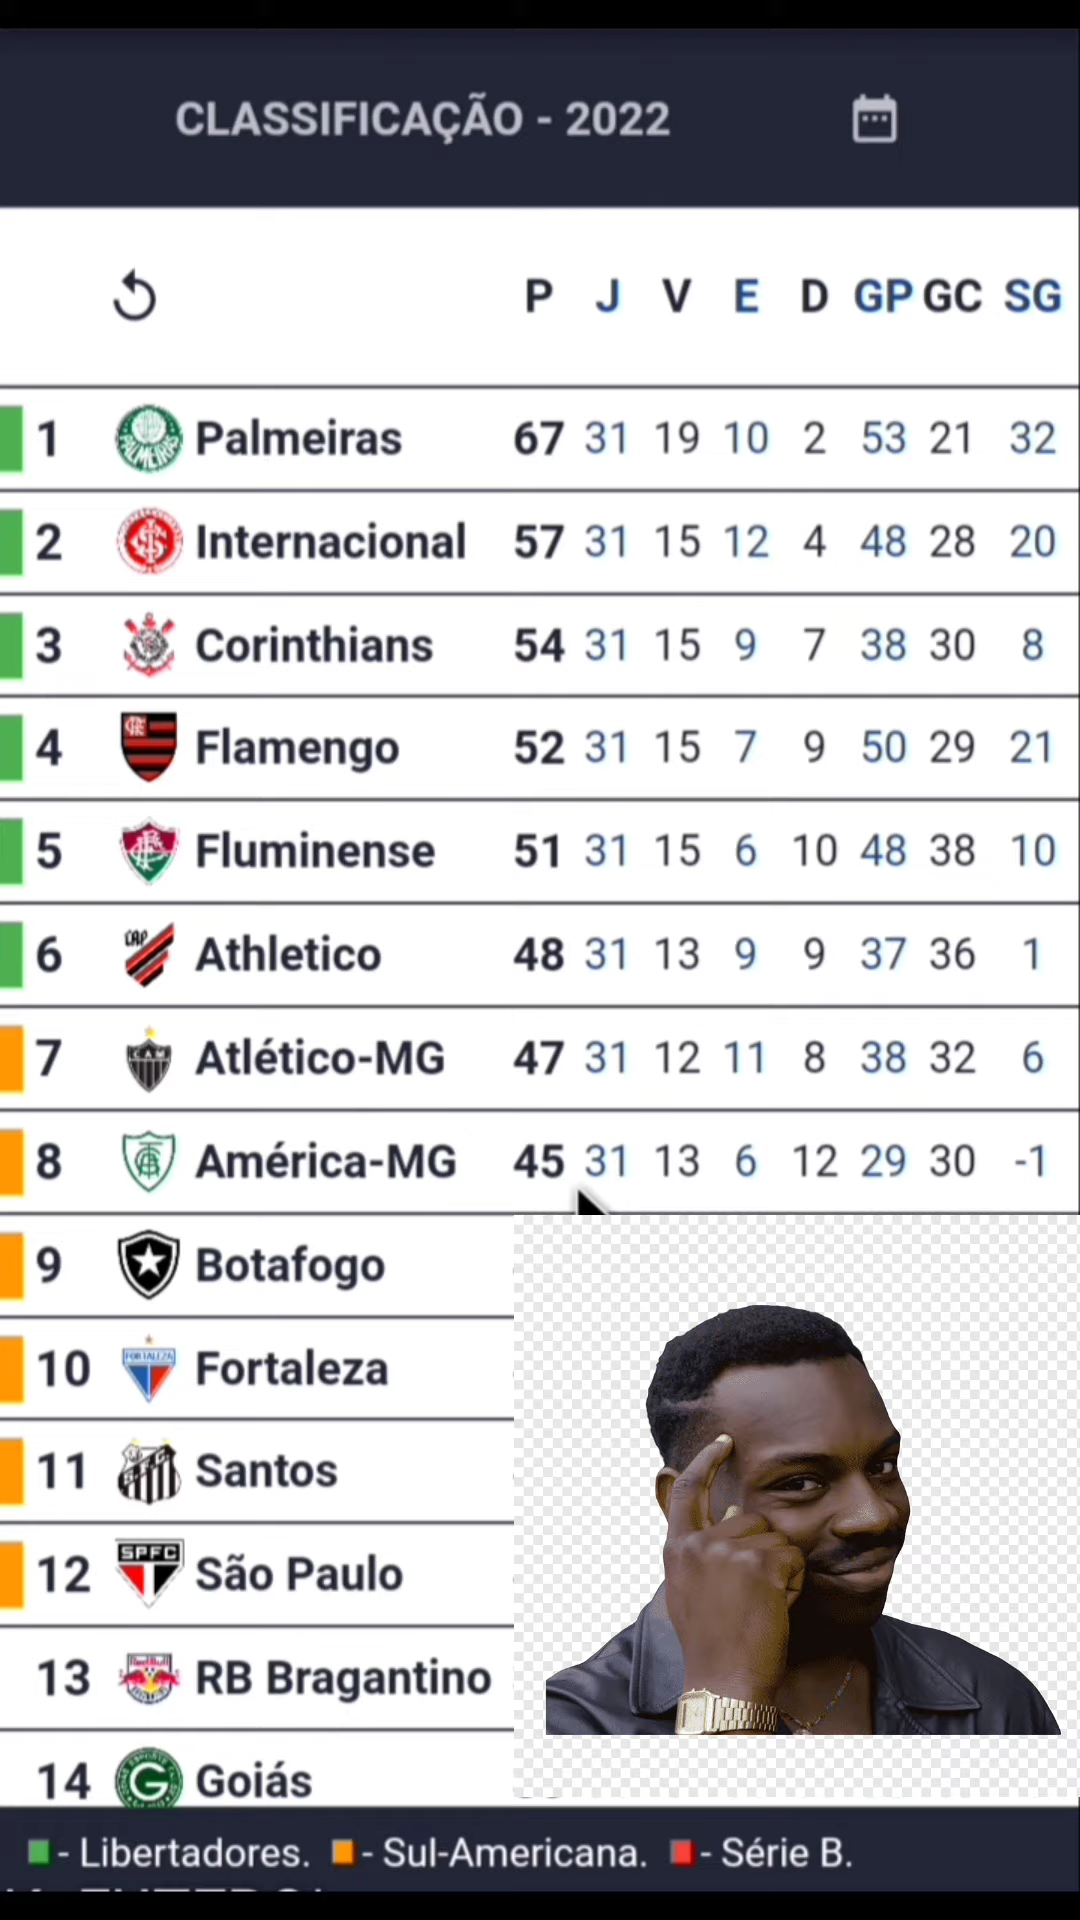 CLASSIFICAÇÃO - 2022
P J V E D GP GC SG
1 Palmeiras 67 31 19 10 2 53 21 32
2 Internacional 57 31 15 12 4 48 28 20
3 Corinthians 54 31 15 9 7 38 30 8
4 Flamengo 52 31 15 7 9 50 29 21
5 Fluminense 51 31 15 6 10 48 38 10
6 CAP Athletico 48 31 13 9 9 37 36 1
7 CAM Atlético-MG 47 31 12 11 8 38 32 6
8 América-MG 45 31 13 6 12 29 30 -1
9 Botafogo
10 FORTALEZA Fortaleza
11 Santos
12 SPFC São Paulo
13 RB Bragantino
14 G Goiás
- Libertadores. - Sul-Americana. - Série B.